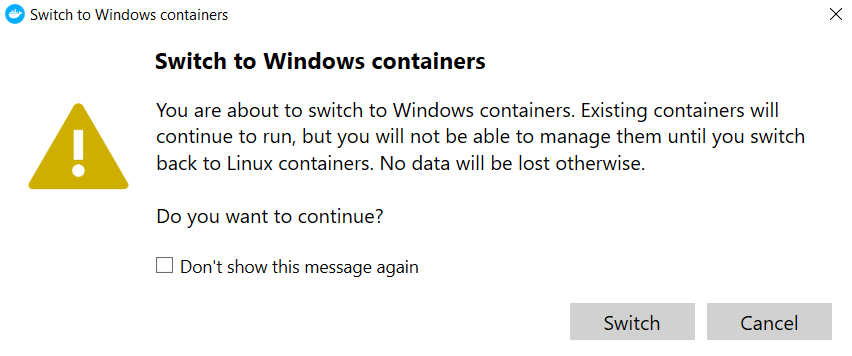 Switch to Windows containers
Switch to Windows containers
You are about to switch to Windows containers. Existing containers will
continue to run, but you will not be able to manage them until you switch
back to Linux containers. No data will be lost otherwise.
Do you want to continue?
Don't show this message again
Switch
Cancel